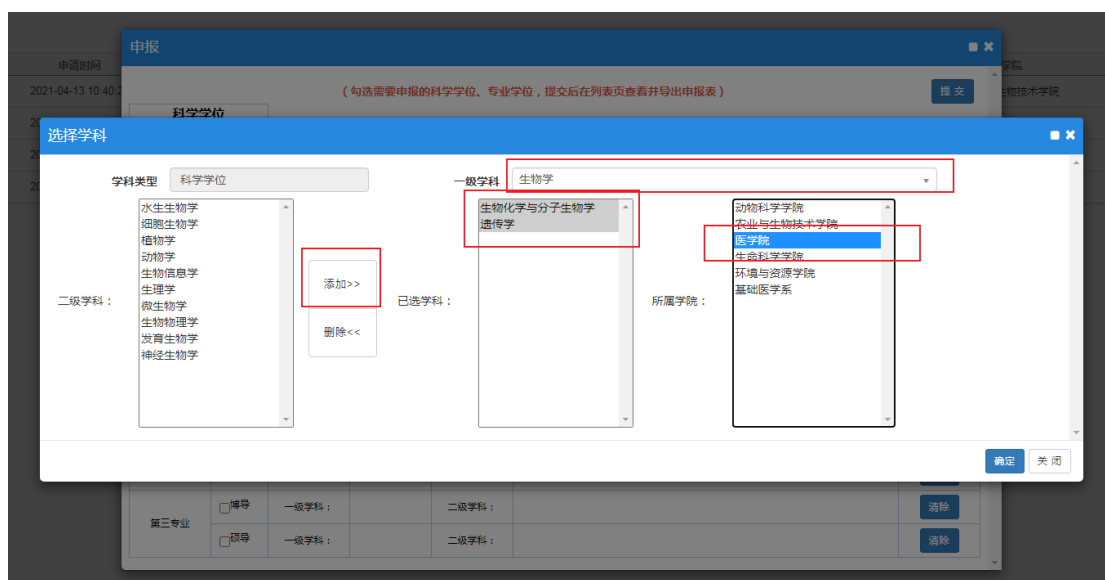 申报
申请时间
学院
2021-04-13 10:40:2
(勾选需要申报的科学学位、专业学位,提交后在列表页查看并导出申报表)
提 交
生物技术学院
科学学位
选择学科
学科类型
科学学位
一级学科
生物学
二级学科:
水生生物学
细胞生物学
植物学
动物学
生物信息学
生理学
微生物学
生物物理学
发育生物学
神经生物学
添加>>
删除<<
已选学科:
生物化学与分子生物学
遗传学
所属学院:
动物科学学院
农业与生物技术学院
医学院
生命科学学院
环境与资源学院
基础医学系
确定
关 闭
第三专业
博导
一级学科:
二级学科:
清除
硕导
一级学科:
二级学科:
清除